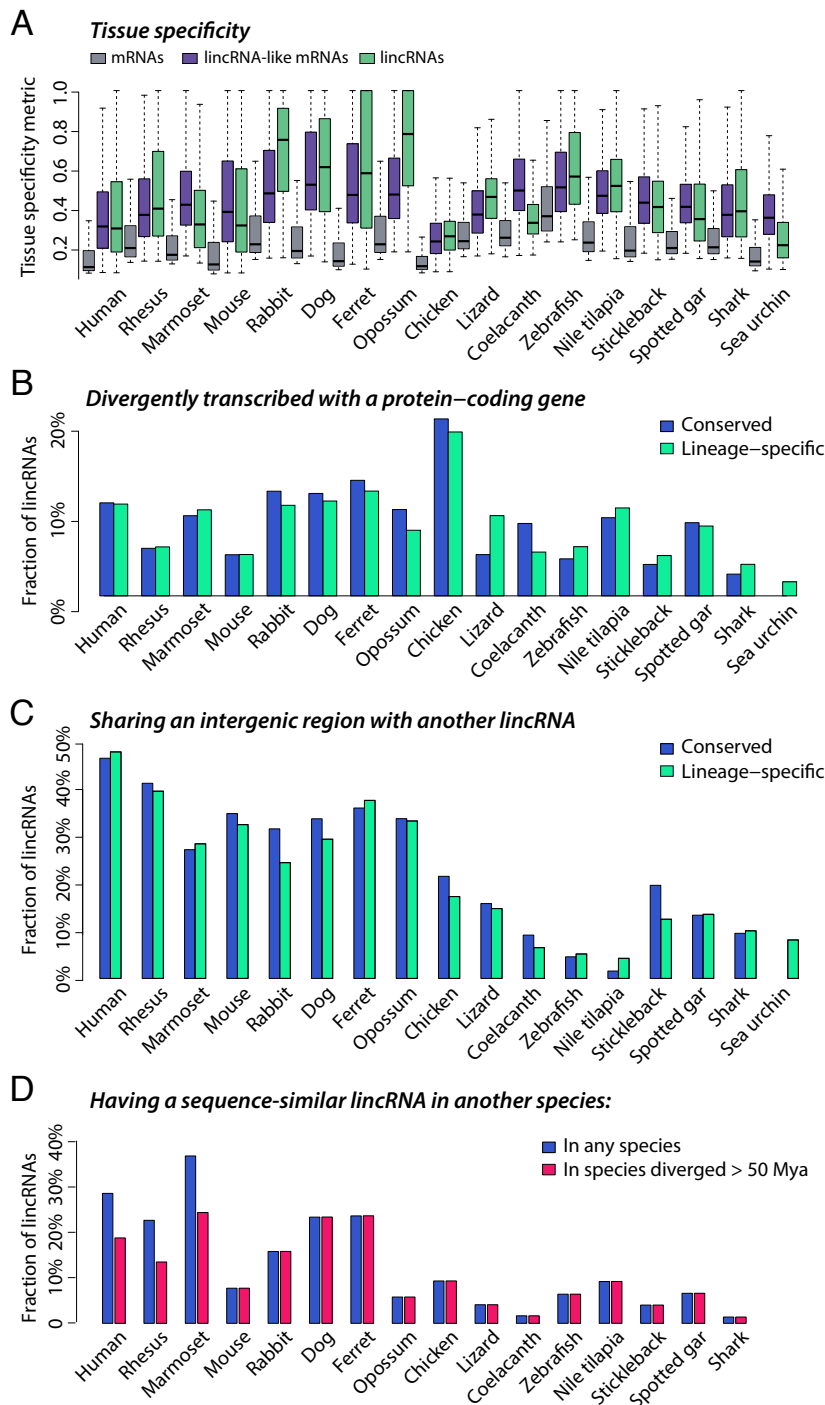 A
Tissue specificity
mRNAs lincRNA-like mRNAs lincRNAs
Tissue specificity metric
1.0
0.8
0.6
0.4
0.2
Human Rhesus Marmoset Mouse Rabbit Dog Ferret Opossum Chicken Lizard Coelacanth Zebrafish Nile tilapia Stickleback Spotted gar Shark Sea urchin
B
Divergently transcribed with a protein−coding gene
Conserved
Lineage−specific
Fraction of lincRNAs
20%
10%
0%
Human Rhesus Marmoset Mouse Rabbit Dog Ferret Opossum Chicken Lizard Coelacanth Zebrafish Nile tilapia Stickleback Spotted gar Shark Sea urchin
C
Sharing an intergenic region with another lincRNA
Conserved
Lineage−specific
Fraction of lincRNAs
50%
40%
30%
20%
10%
0%
Human Rhesus Marmoset Mouse Rabbit Dog Ferret Opossum Chicken Lizard Coelacanth Zebrafish Nile tilapia Stickleback Spotted gar Shark Sea urchin
D
Having a sequence-similar lincRNA in another species:
In any species
In species diverged > 50 Mya
Fraction of lincRNAs
40%
30%
20%
10%
0
Human Rhesus Marmoset Mouse Rabbit Dog Ferret Opossum Chicken Lizard Coelacanth Zebrafish Nile tilapia Stickleback Spotted gar Shark